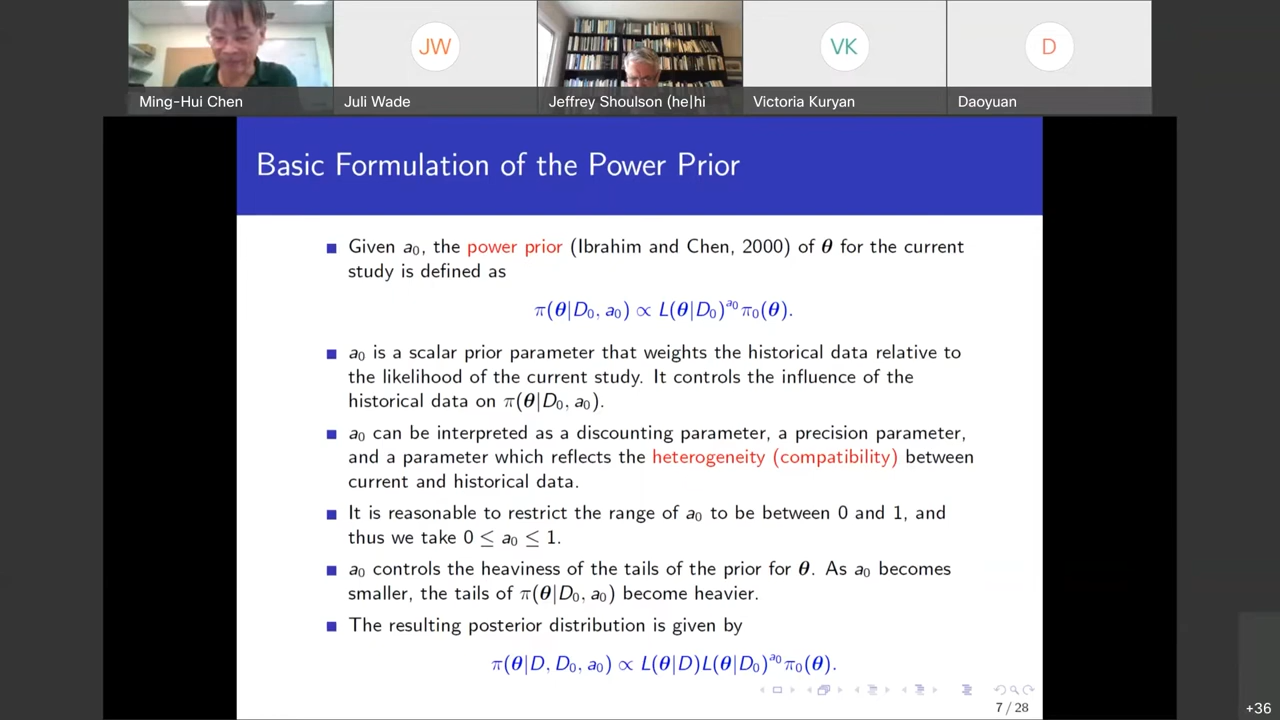 JW
VK
D
Ming-Hui Chen
Juli Wade
Jeffrey Shoulson (he|hi
Victoria Kuryan
Daoyuan
Basic Formulation of the Power Prior
Given a₀, the power prior (Ibrahim and Chen, 2000) of θ for the current
study is defined as
π(θ|D₀, a₀) ∝ L(θ|D₀)^a₀ π₀(θ).
a₀ is a scalar prior parameter that weights the historical data relative to
the likelihood of the current study. It controls the influence of the
historical data on π(θ|D₀, a₀).
a₀ can be interpreted as a discounting parameter, a precision parameter,
and a parameter which reflects the heterogeneity (compatibility) between
current and historical data.
It is reasonable to restrict the range of a₀ to be between 0 and 1, and
thus we take 0 ≤ a₀ ≤ 1.
a₀ controls the heaviness of the tails of the prior for θ. As a₀ becomes
smaller, the tails of π(θ|D₀, a₀) become heavier.
The resulting posterior distribution is given by
π(θ|D, D₀, a₀) ∝ L(θ|D)L(θ|D₀)^a₀ π₀(θ).
7 / 28
+36